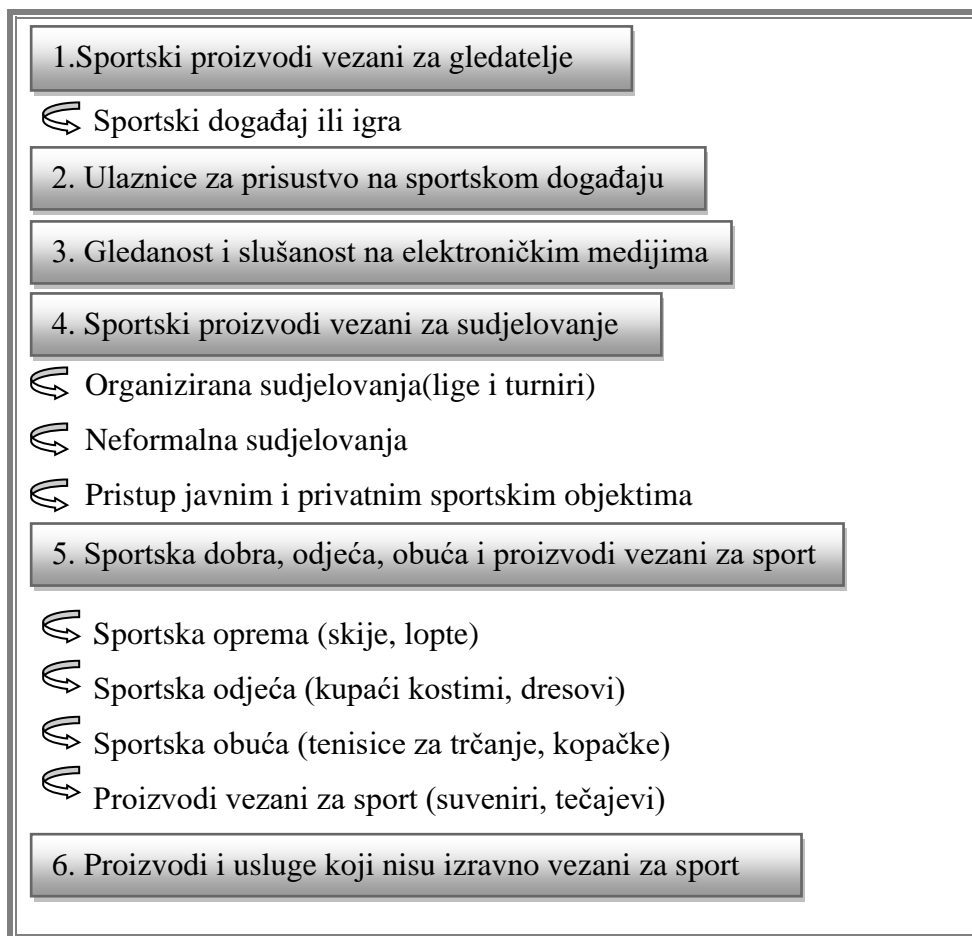 1.Sportski proizvodi vezani za gledatelje
Sportski događaj ili igra
2. Ulaznice za prisustvo na sportskom događaju
3. Gledanost i slušanost na elektroničkim medijima
4. Sportski proizvodi vezani za sudjelovanje
Organizirana sudjelovanja(lige i turniri)
Neformalna sudjelovanja
Pristup javnim i privatnim sportskim objektima
5. Sportska dobra, odjeća, obuća i proizvodi vezani za sport
Sportska oprema (skije, lopte)
Sportska odjeća (kupaći kostimi, dresovi)
Sportska obuća (tenisice za trčanje, kopačke)
Proizvodi vezani za sport (suveniri, tečajevi)
6. Proizvodi i usluge koji nisu izravno vezani za sport